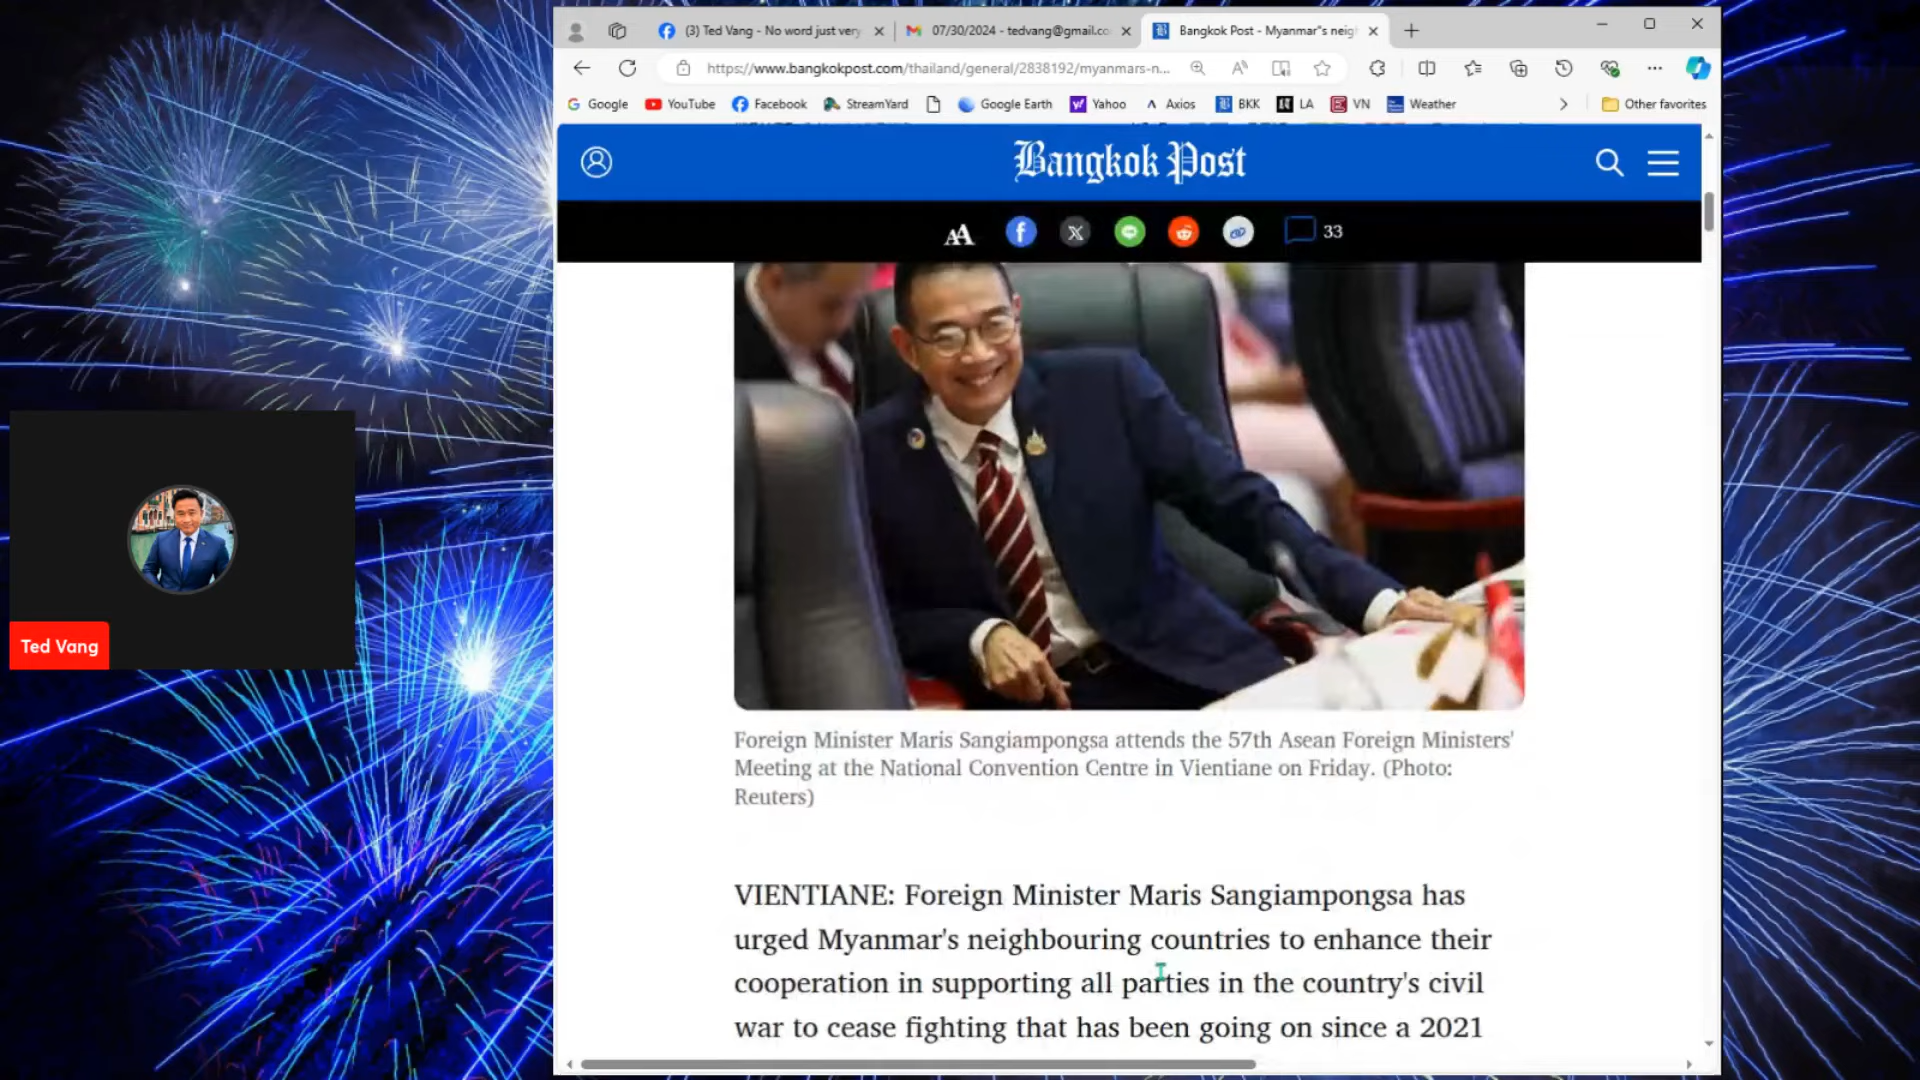 (3) Ted Vang - No word just very
07/30/2024 - tedvang@gmail.co
Bangkok Post - Myanmar"s neig
https://www.bangkokpost.com/thailand/general/2838192/myanmars-n...
Google
YouTube
Facebook
StreamYard
Google Earth
Yahoo
Axios
BKK
LA
VN
Weather
Other favorites
Bangkok Post
AA
33
Foreign Minister Maris Sangiampongsa attends the 57th Asean Foreign Ministers'
Meeting at the National Convention Centre in Vientiane on Friday. (Photo:
Reuters)
VIENTIANE: Foreign Minister Maris Sangiampongsa has
urged Myanmar's neighbouring countries to enhance their
cooperation in supporting all parties in the country's civil
war to cease fighting that has been going on since a 2021
Ted Vang